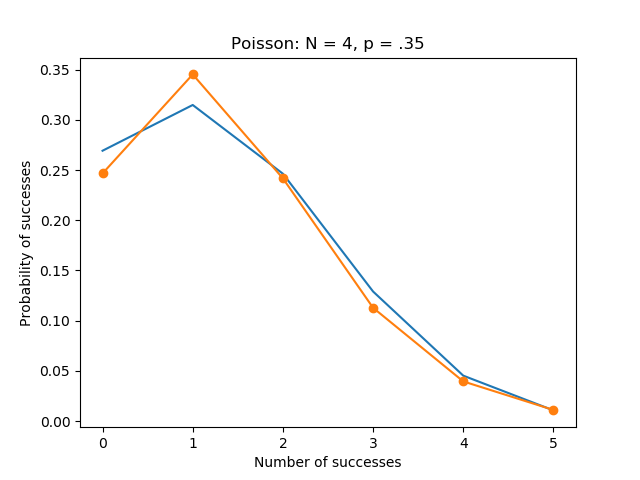 Poisson: N = 4, p = .35
0.35
0.30
0.25
0.20
0.15
0.10
0.05
0.00
Probability of successes
0 1 2 3 4 5
Number of successes